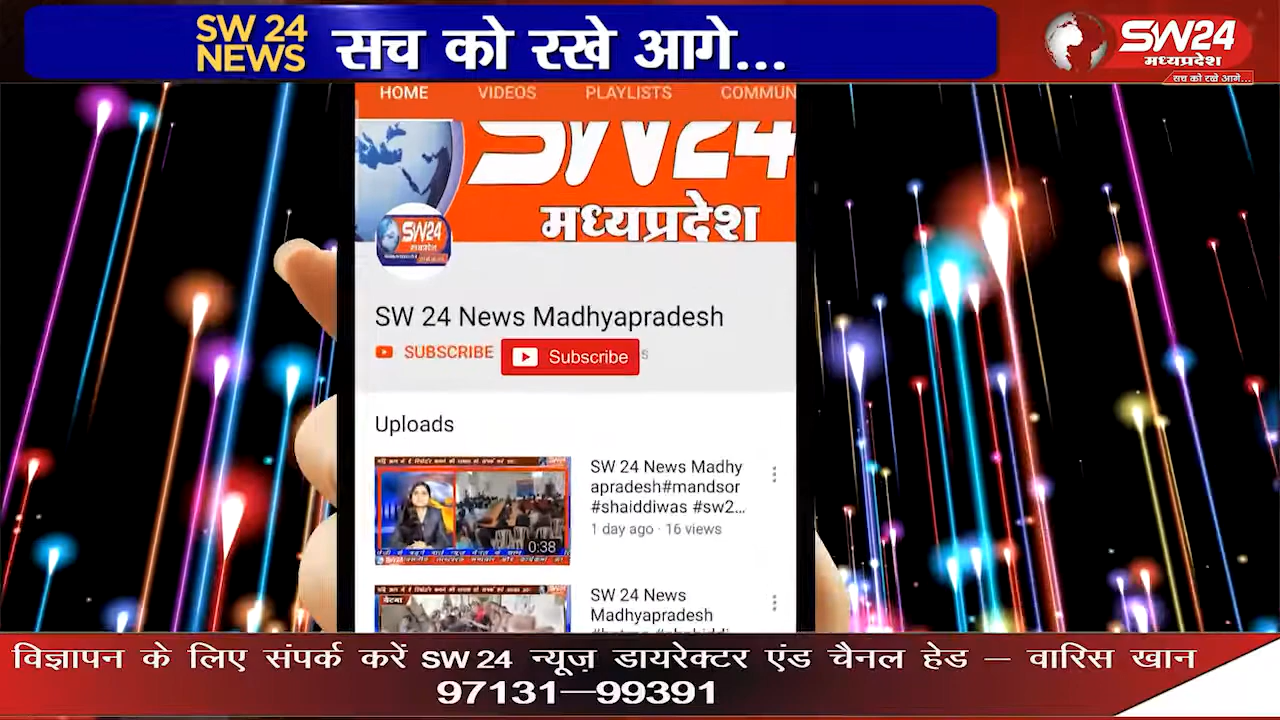 SW 24
NEWS
सच को रखे आगे...
SW24
मध्यप्रदेश
सच को रखे आगे...
HOME VIDEOS PLAYLISTS COMMUN
SW24
मध्यप्रदेश
SW24
SW 24 News Madhyapradesh
SUBSCRIBE
Subscribe
s
Uploads
SW 24 News Madhy
apradesh#mandsor
#shaiddiwas #sw2...
1 day ago · 16 views
0:38
SW 24 News
Madhyapradesh
विज्ञापन के लिए संपर्क करें SW 24 न्यूज़ डायरेक्टर एंड चैनल हेड – वारिस खान
97131—99391